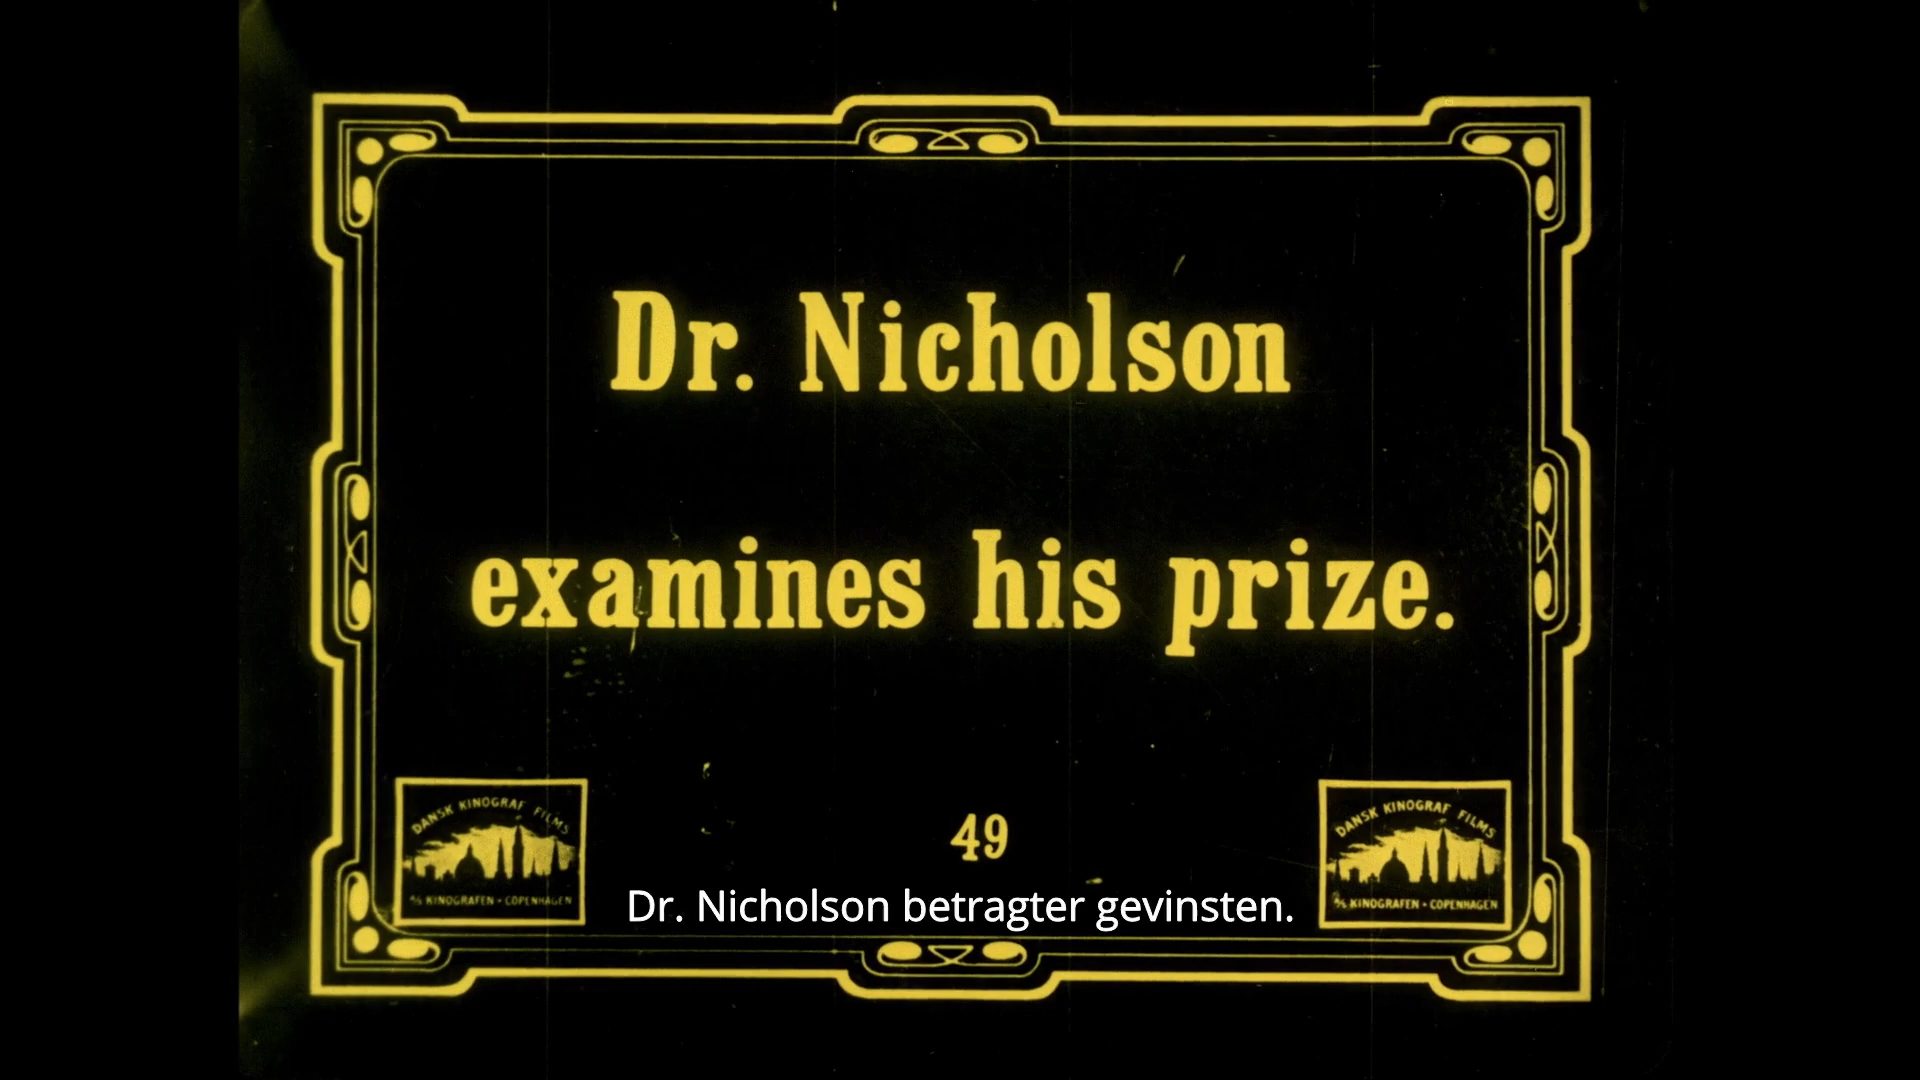 Dr. Nicholson
examines his prize.
49
DANSK KINOGRAF FILMS
A/S KINOGRAFEN · COPENHAGEN
DANSK KINOGRAF FILMS
A/S KINOGRAFEN · COPENHAGEN
Dr. Nicholson betragter gevinsten.